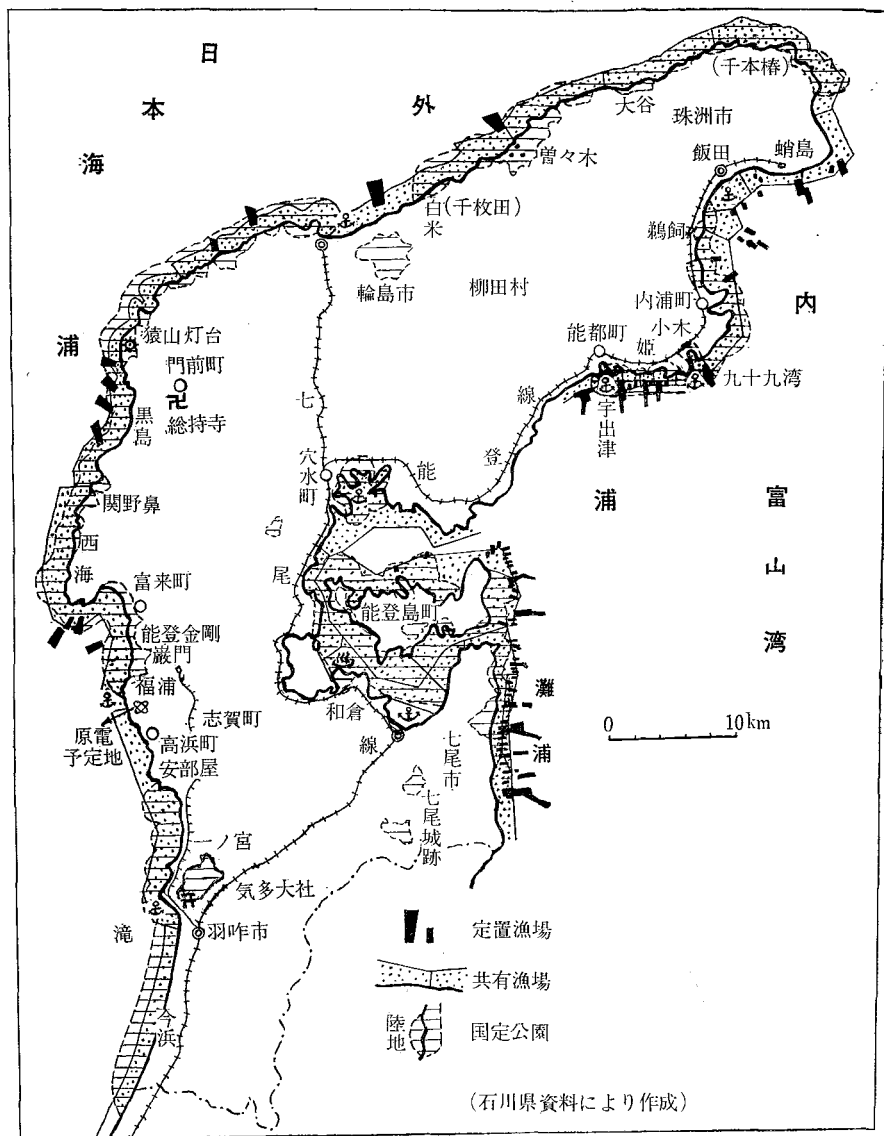 日本海
外浦
内浦
富山湾
(千本椿)
大谷
珠洲市
飯田
蛸島
曽々木
白米(千枚田)
鵜飼
輪島市
柳田村
内浦町
小木
能都町
姫
九十九湾
宇出津
猿山灯台
門前町
総持寺
黒島
七尾線
能登線
穴水町
関野鼻
西海
富来町
能登金剛
巌門
福浦
能登島町
志賀町
原電
予定地
高浜町
安部屋
和倉
七尾市
灘浦
0 10km
七尾城跡
一ノ宮
気多大社
羽咋市
滝
今浜
定置漁場
共有漁場
陸地
国定公園
(石川県資料により作成)